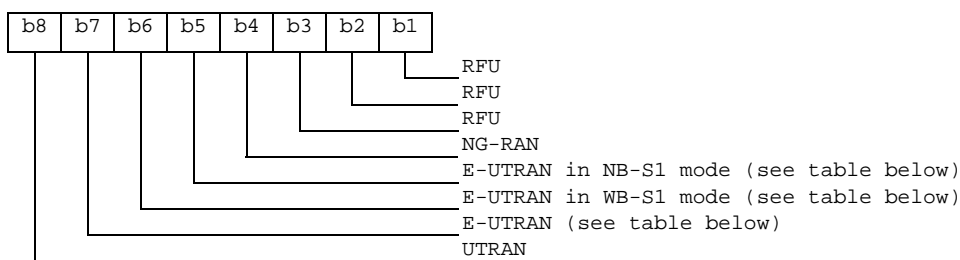 b8 b7 b6 b5 b4 b3 b2 b1
RFU
RFU
RFU
NG-RAN
E-UTRAN in NB-S1 mode (see table below)
E-UTRAN in WB-S1 mode (see table below)
E-UTRAN (see table below)
UTRAN